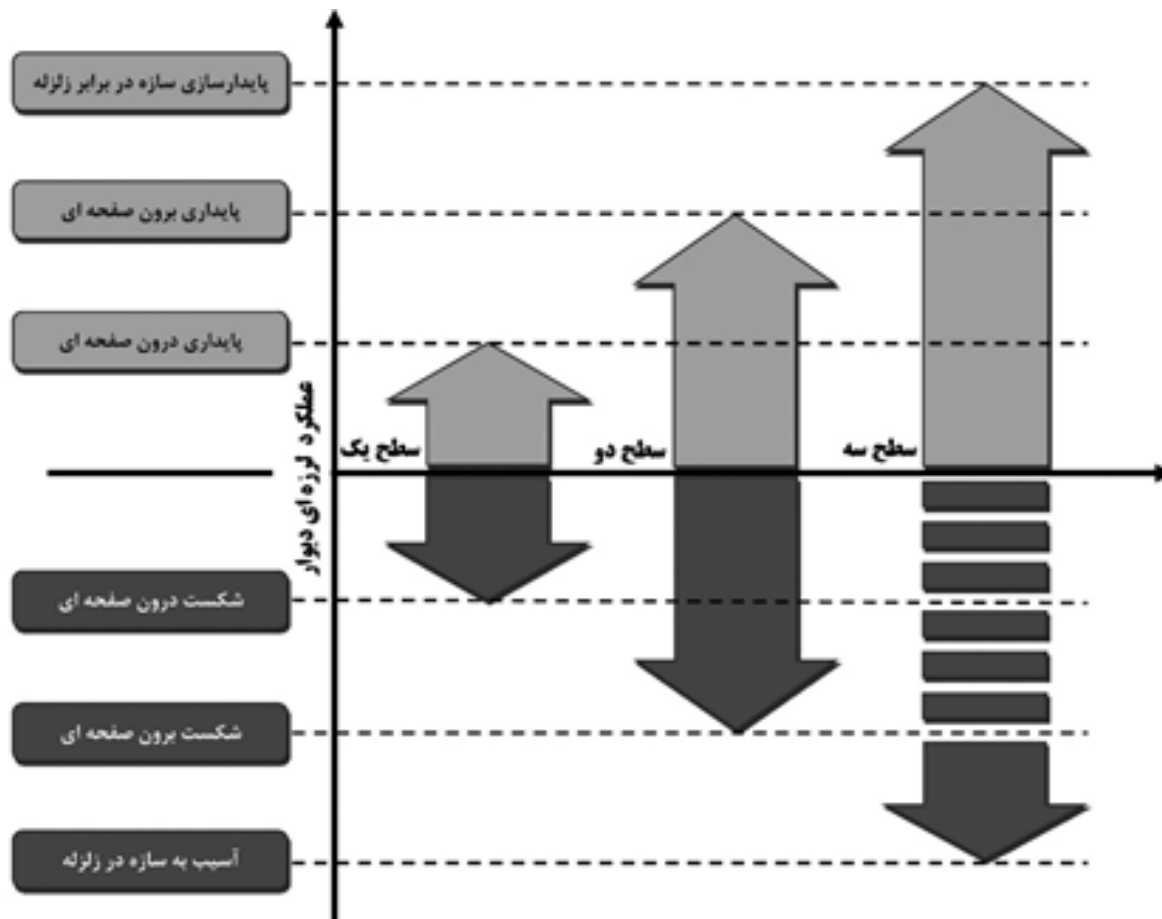 پایدارسازی سازه در برابر زلزله
پایداری برون صفحه ای
پایداری درون صفحه ای
عملکرد لرزه ای دیوار
سطح یک
سطح دو
سطح سه
شکست درون صفحه ای
شکست برون صفحه ای
آسیب به سازه در زلزله